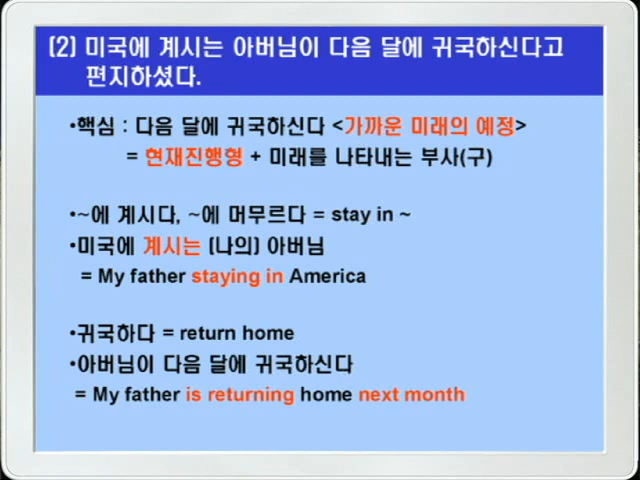 (2) 미국에 계시는 아버님이 다음 달에 귀국하신다고
편지하셨다.
•핵심 : 다음 달에 귀국하신다 <가까운 미래의 예정>
= 현재진행형 + 미래를 나타내는 부사(구)
•~에 계시다, ~에 머무르다 = stay in ~
•미국에 계시는 (나의) 아버님
= My father staying in America
•귀국하다 = return home
•아버님이 다음 달에 귀국하신다
= My father is returning home next month